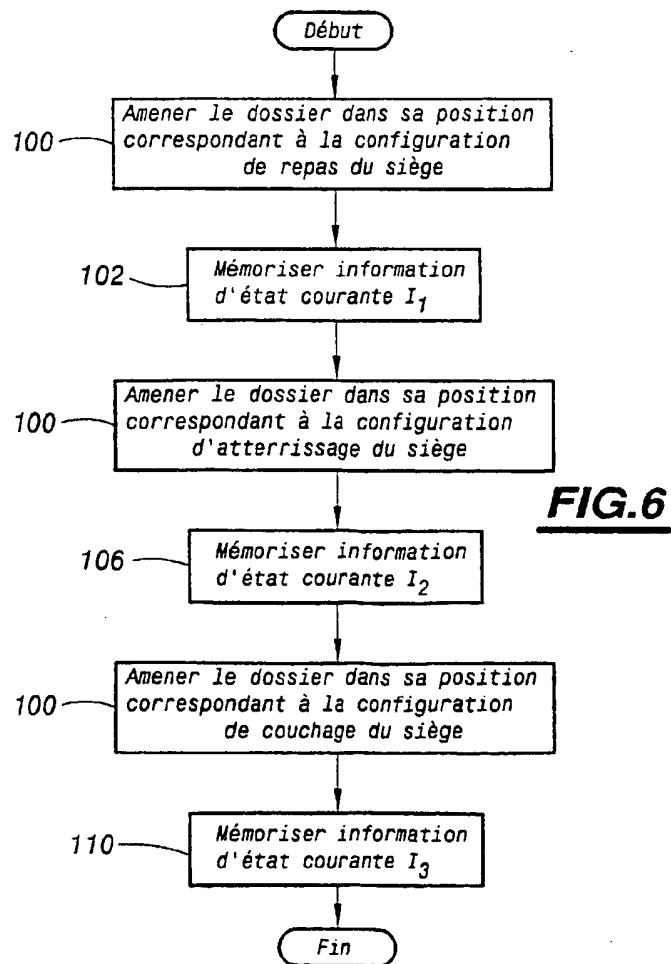 Début
100
Amener le dossier dans sa position
correspondant à la configuration
de repas du siège
102
Mémoriser information
d'état courante I1
100
Amener le dossier dans sa position
correspondant à la configuration
d'atterrissage du siège
FIG.6
106
Mémoriser information
d'état courante I2
100
Amener le dossier dans sa position
correspondant à la configuration
de couchage du siège
110
Mémoriser information
d'état courante I3
Fin